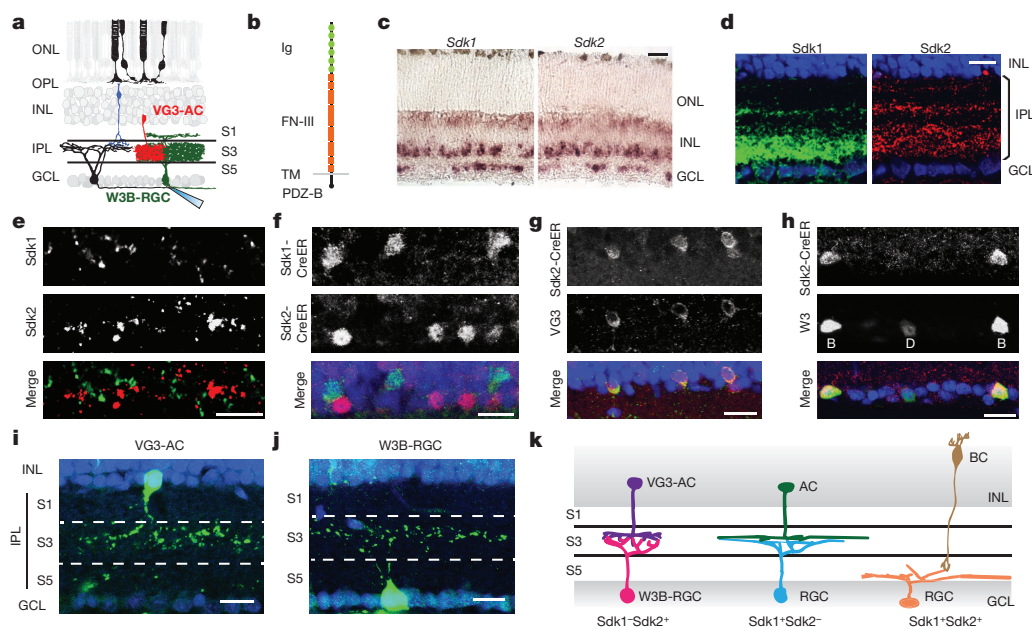 a
ONL
OPL
INL
VG3-AC
S1
IPL
S3
S5
GCL
W3B-RGC
b
Ig
FN-III
TM
PDZ-B
c
Sdk1
Sdk2
ONL
INL
GCL
d
Sdk1
Sdk2
INL
IPL
GCL
e
Sdk1
Sdk2
Merge
f
Sdk1-
CreER
Sdk2-
CreER
Merge
g
Sdk2-CreER
VG3
Merge
h
Sdk2-CreER
W3
B
D
B
Merge
i
VG3-AC
INL
S1
IPL
S3
S5
GCL
j
W3B-RGC
S1
S3
S5
k
BC
VG3-AC
AC
INL
S1
S3
S5
W3B-RGC
RGC
RGC
GCL
Sdk1⁻Sdk2⁺
Sdk1⁺Sdk2⁻
Sdk1⁺Sdk2⁺